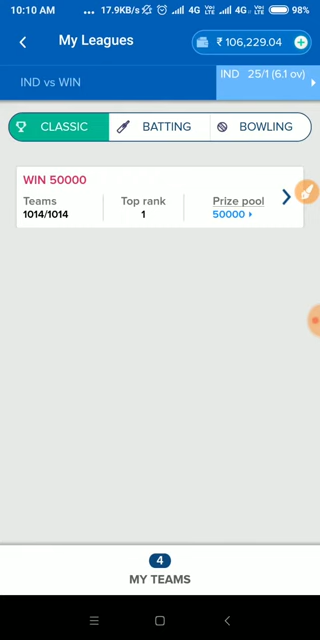 10:10 AM ... 17.9KB/s 4G VoLTE 4G VoLTE 98%
My Leagues ₹ 106,229.04
IND vs WIN IND 25/1 (6.1 ov)
CLASSIC BATTING BOWLING
WIN 50000
Teams Top rank Prize pool
1014/1014 1 50000
4
MY TEAMS